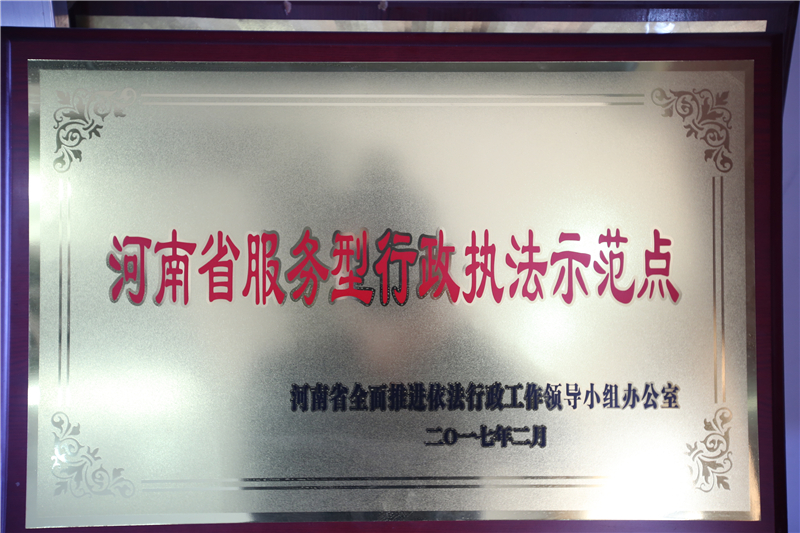 河南省服务型行政执法示范点
河南省全面推进依法行政工作领导小组办公室
二〇一七年二月